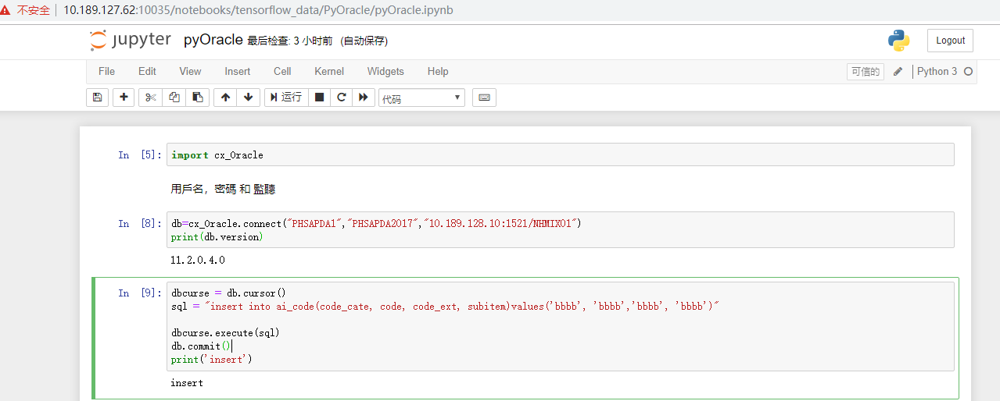 不安全 10.189.127.62:10035/notebooks/tensorflow_data/PyOracle/pyOracle.ipynb
jupyter pyOracle 最后检查: 3 小时前 (自动保存) Logout
File Edit View Insert Cell Kernel Widgets Help 可信的 Python 3
运行 代码
In [5]: import cx_Oracle
用戶名，密碼 和 監聽
In [8]: db=cx_Oracle.connect("PHSAPDA1","PHSAPDA2017","10.189.128.10:1521/NHMIX01")
print(db.version)
11.2.0.4.0
In [9]: dbcurse = db.cursor()
sql = "insert into ai_code(code_cate, code, code_ext, subitem)values('bbbb', 'bbbb','bbbb', 'bbbb')"
dbcurse.execute(sql)
db.commit()
print('insert')
insert